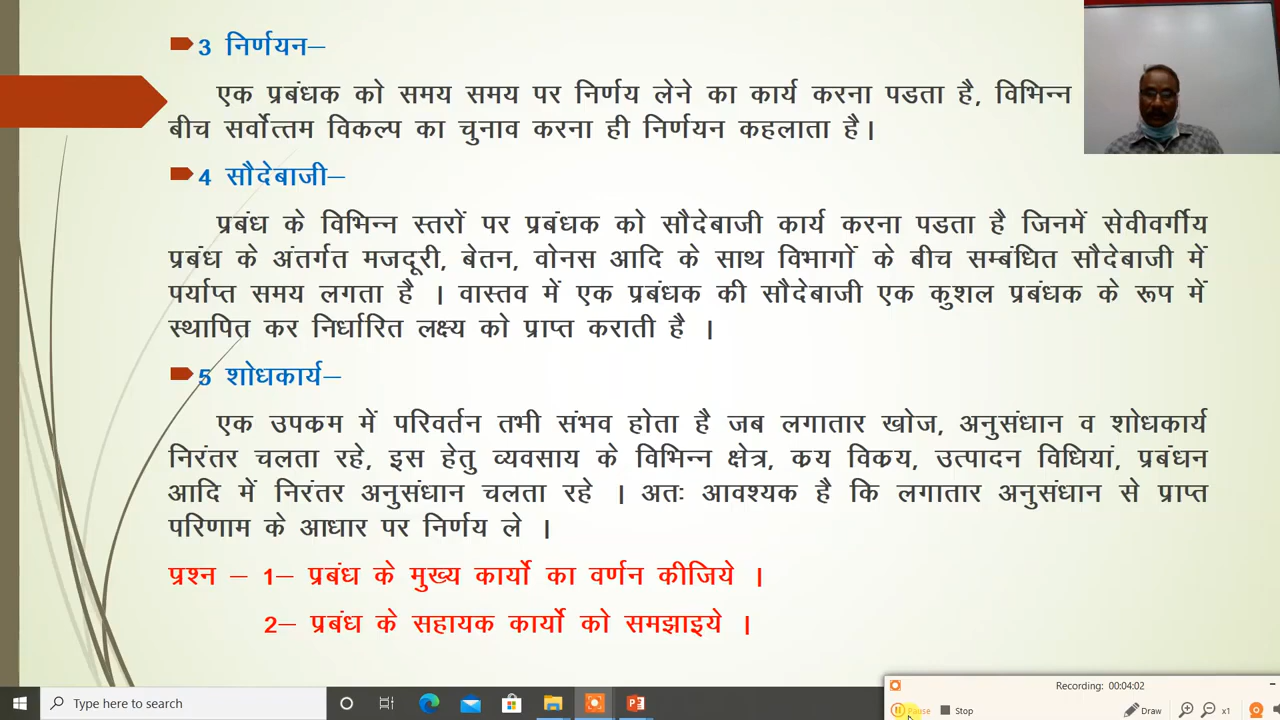 3 निर्णयन–
एक प्रबंधक को समय समय पर निर्णय लेने का कार्य करना पडता है, विभिन्न
बीच सर्वोत्तम विकल्प का चुनाव करना ही निर्णयन कहलाता है।
4 सौदेबाजी–
प्रबंध के विभिन्न स्तरों पर प्रबंधक को सौदेबाजी कार्य करना पडता है जिनमें सेवीवर्गीय
प्रबंध के अंतर्गत मजदूरी, बेतन, वोनस आदि के साथ विभागों के बीच सम्बंधित सौदेबाजी में
पर्याप्त समय लगता है । वास्तव में एक प्रबंधक की सौदेबाजी एक कुशल प्रबंधक के रूप में
स्थापित कर निर्धारित लक्ष्य को प्राप्त कराती है ।
5 शोधकार्य–
एक उपकम में परिवर्तन तभी संभव होता है जब लगातार खोज, अनुसंधान व शोधकार्य
निरंतर चलता रहे, इस हेतु व्यवसाय के विभिन्न क्षेत्र, कय विकय, उत्पादन विधियां, प्रबंधन
आदि में निरंतर अनुसंधान चलता रहे । अतः आवश्यक है कि लगातार अनुसंधान से प्राप्त
परिणाम के आधार पर निर्णय ले ।
प्रश्न – 1– प्रबंध के मुख्य कार्यो का वर्णन कीजिये ।
2– प्रबंध के सहायक कार्यो को समझाइये ।
Recording: 00:04:02
Pause Stop Draw x1
Type here to search